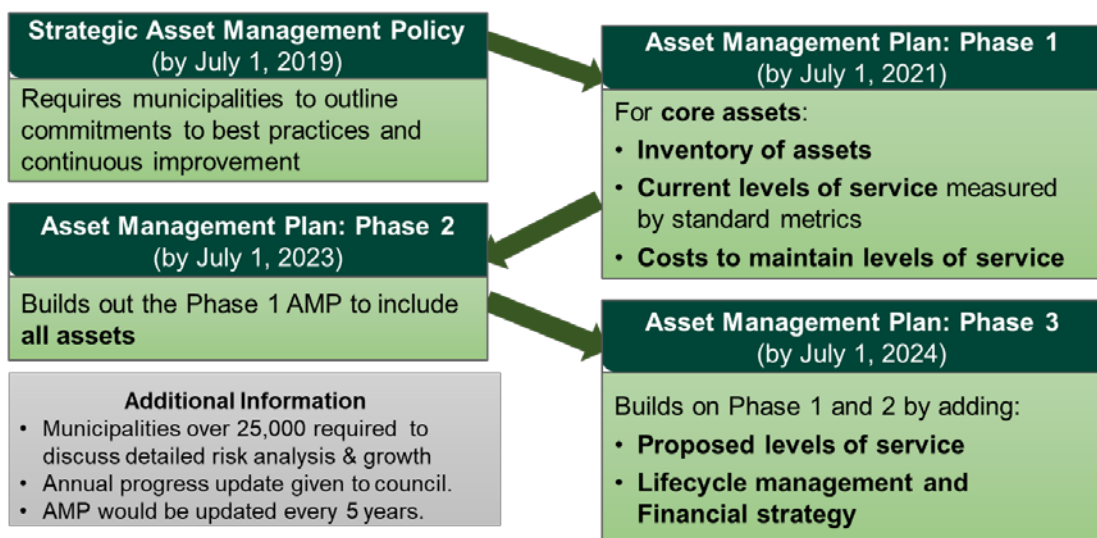 Strategic Asset Management Policy
(by July 1, 2019)
Requires municipalities to outline
commitments to best practices and
continuous improvement
Asset Management Plan: Phase 1
(by July 1, 2021)
For core assets:
• Inventory of assets
• Current levels of service measured
by standard metrics
• Costs to maintain levels of service
Asset Management Plan: Phase 2
(by July 1, 2023)
Builds out the Phase 1 AMP to include
all assets
Asset Management Plan: Phase 3
(by July 1, 2024)
Builds on Phase 1 and 2 by adding:
• Proposed levels of service
• Lifecycle management and
Financial strategy
Additional Information
• Municipalities over 25,000 required to
discuss detailed risk analysis & growth
• Annual progress update given to council.
• AMP would be updated every 5 years.